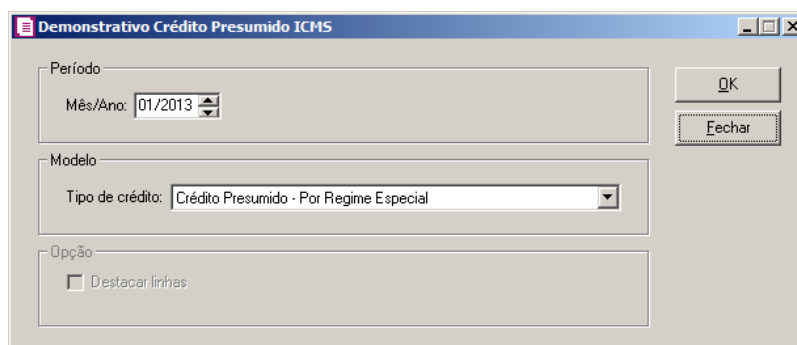 Demonstrativo Crédito Presumido ICMS
Período
Mês/Ano: 01/2013
OK
Fechar
Modelo
Tipo de crédito: Crédito Presumido - Por Regime Especial
Opção
Destacar linhas